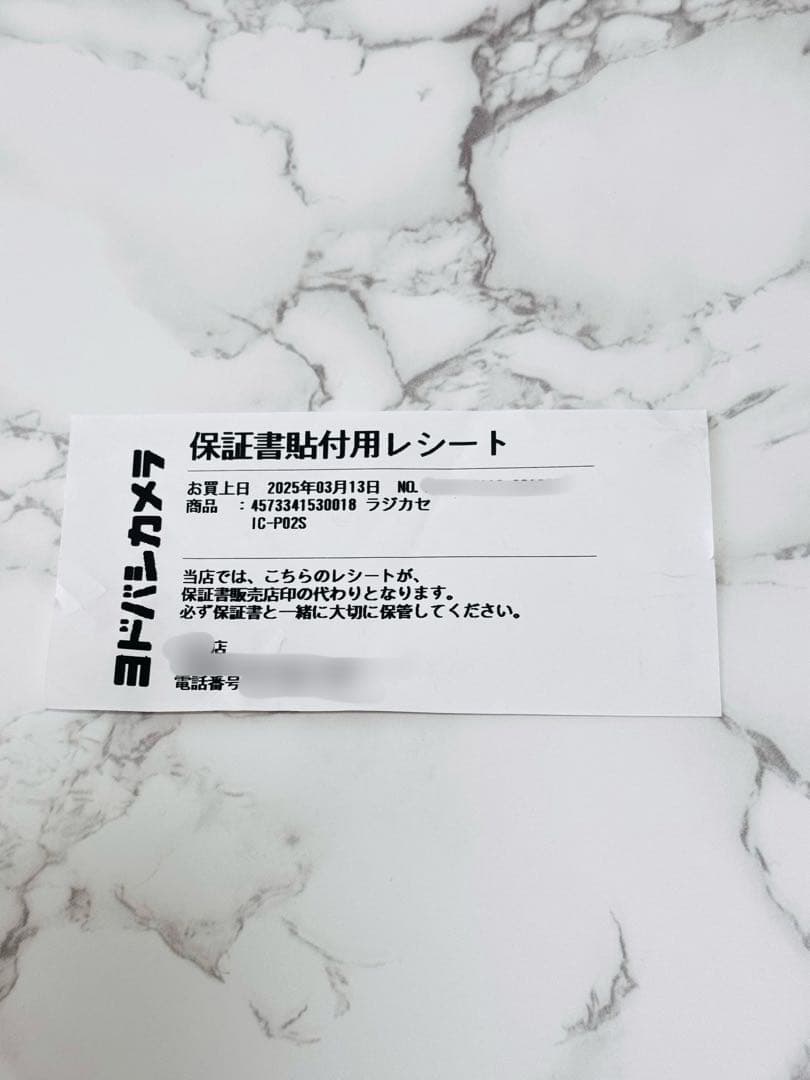 ヨドバシカメラ
保証書貼付用レシート
お買上日 2025年03月13日 NO.
商品 :4573341530018 ラジカセ
IC-P02S
当店では、こちらのレシートが、
保証書販売店印の代わりとなります。
必ず保証書と一緒に大切に保管してください。
店
電話番号